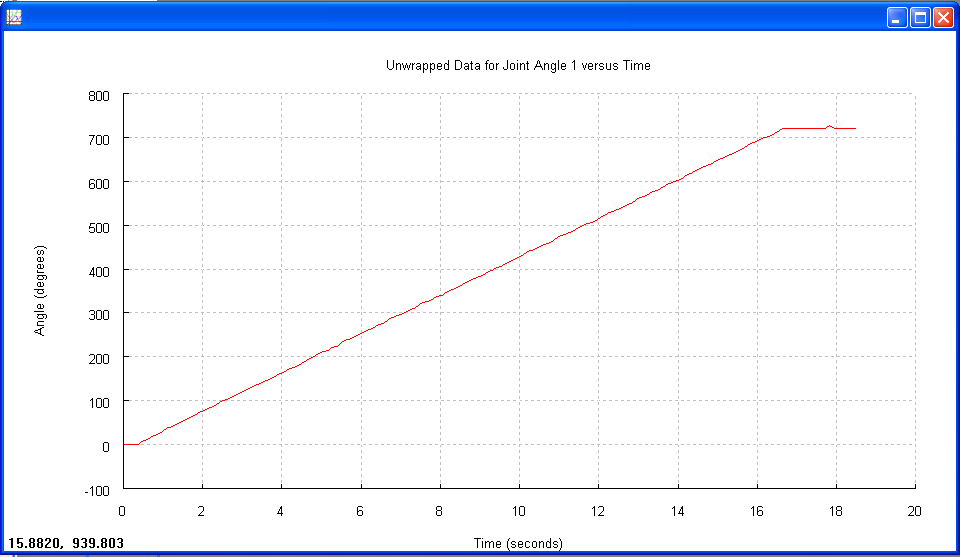 Unwrapped Data for Joint Angle 1 versus Time
800
700
600
500
400
300
200
100
0
-100
Angle (degrees)
0 2 4 6 8 10 12 14 16 18 20
Time (seconds)
15.8820, 939.803